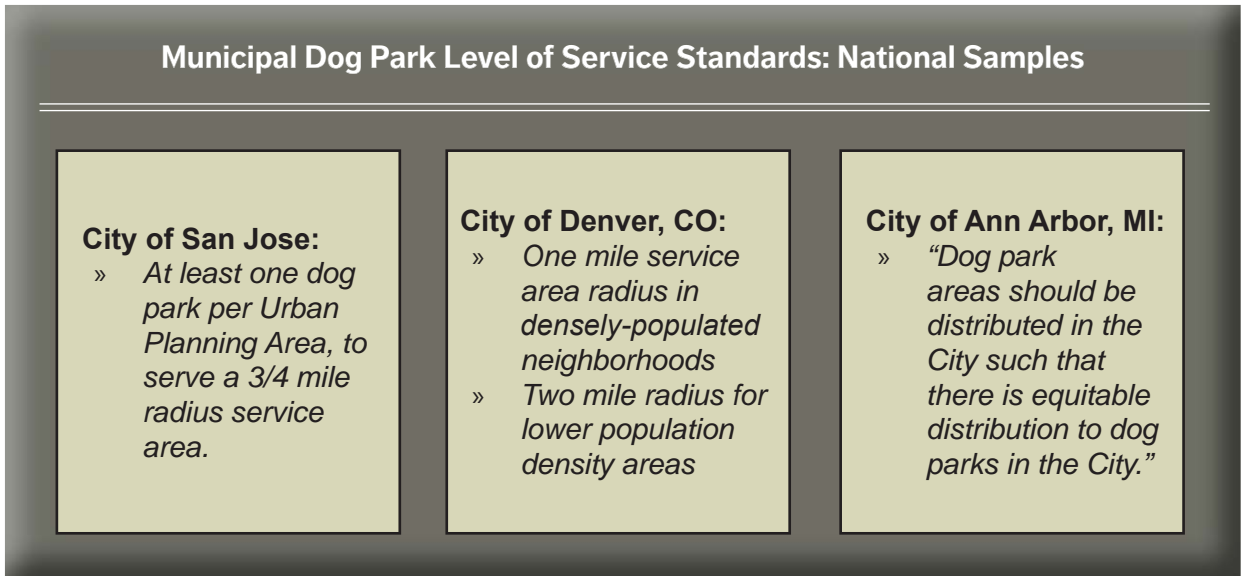 Municipal Dog Park Level of Service Standards: National Samples
City of San Jose:
» At least one dog
park per Urban
Planning Area, to
serve a 3/4 mile
radius service
area.
City of Denver, CO:
» One mile service
area radius in
densely-populated
neighborhoods
» Two mile radius for
lower population
density areas
City of Ann Arbor, MI:
» “Dog park
areas should be
distributed in the
City such that
there is equitable
distribution to dog
parks in the City.”